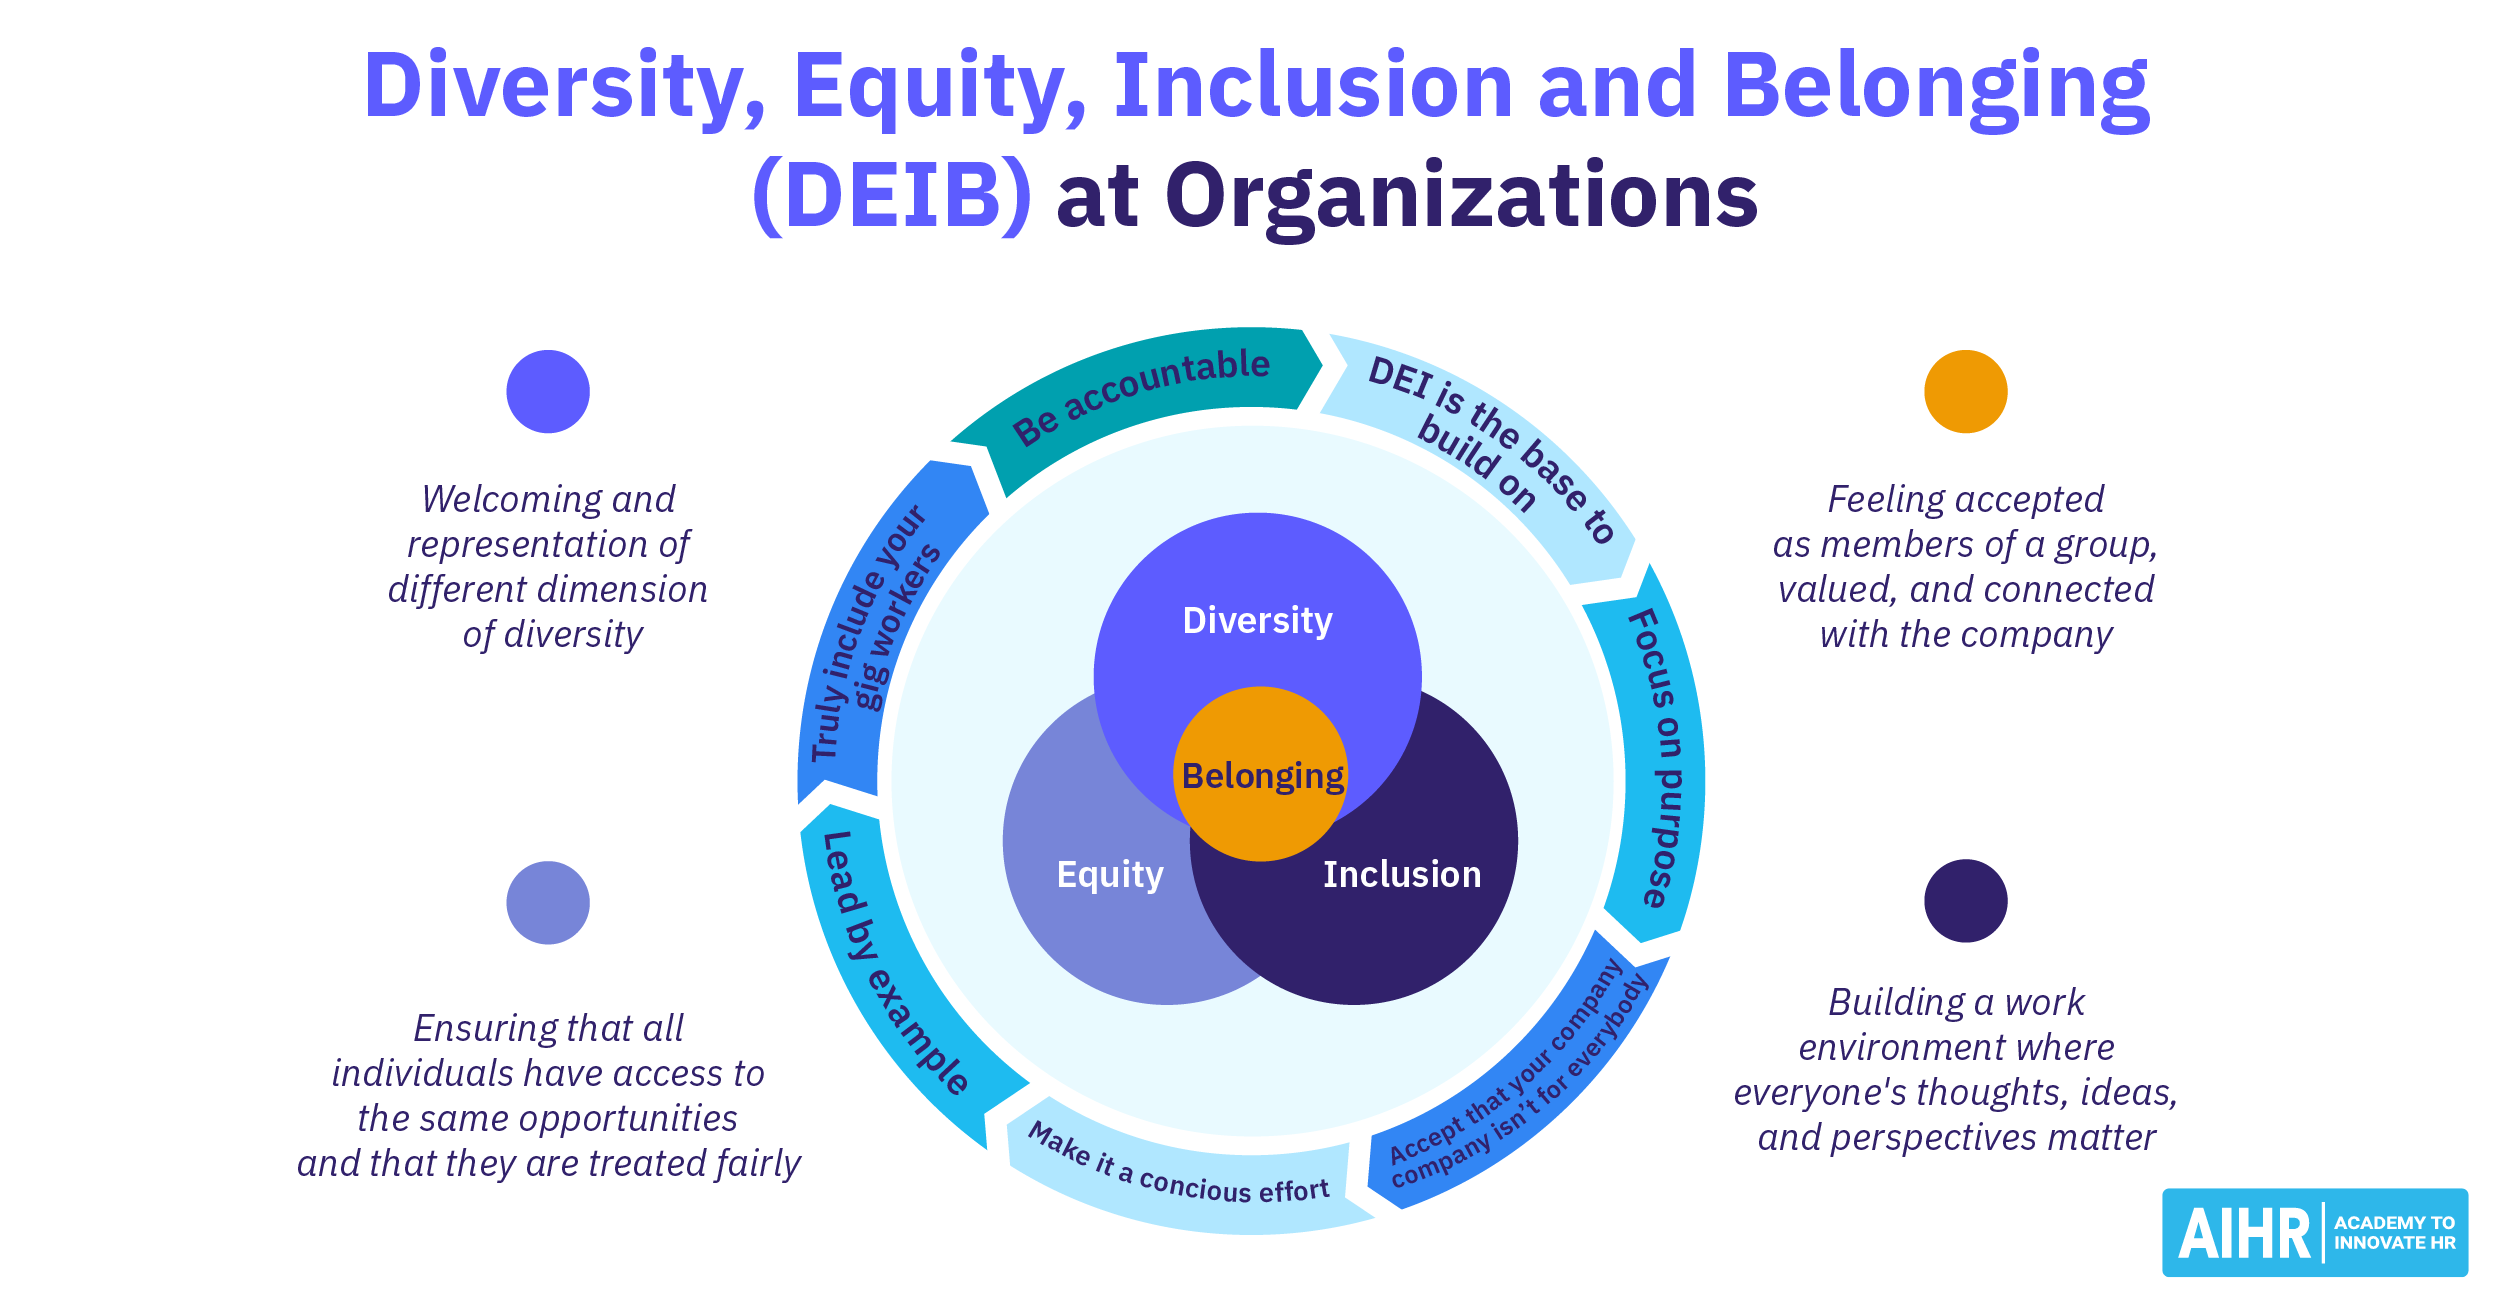 Diversity, Equity, Inclusion and Belonging
(DEIB) at Organizations
Welcoming and
representation of
different dimension
of diversity
Ensuring that all
individuals have access to
the same opportunities
and that they are treated fairly
Be accountable
DEI is the base to
build on
Focus on purpose
Accept that your company
company isn't for everybody
Make it a concious effort
Lead by example
Truly include your
gig workers
Diversity
Belonging
Equity
Inclusion
Feeling accepted
as members of a group,
valued, and connected
with the company
Building a work
environment where
everyone's thoughts, ideas,
and perspectives matter
AIHR
ACADEMY TO
INNOVATE HR